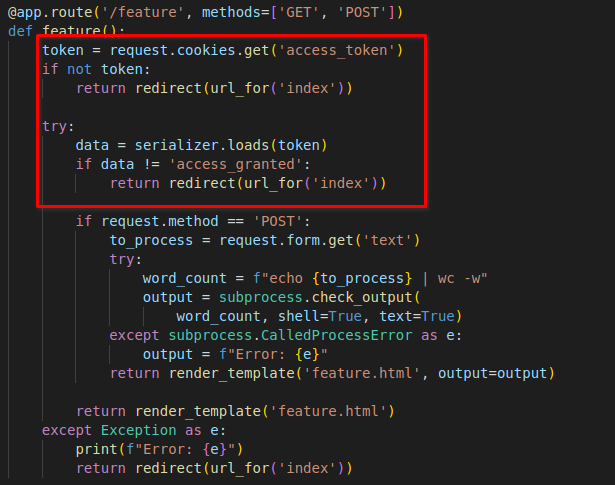 @app.route('/feature', methods=['GET', 'POST'])
def feature():
    token = request.cookies.get('access_token')
    if not token:
        return redirect(url_for('index'))

    try:
        data = serializer.loads(token)
        if data != 'access_granted':
            return redirect(url_for('index'))

        if request.method == 'POST':
            to_process = request.form.get('text')
            try:
                word_count = f"echo {to_process} | wc -w"
                output = subprocess.check_output(
                    word_count, shell=True, text=True)
            except subprocess.CalledProcessError as e:
                output = f"Error: {e}"
            return render_template('feature.html', output=output)

        return render_template('feature.html')
    except Exception as e:
        print(f"Error: {e}")
        return redirect(url_for('index'))